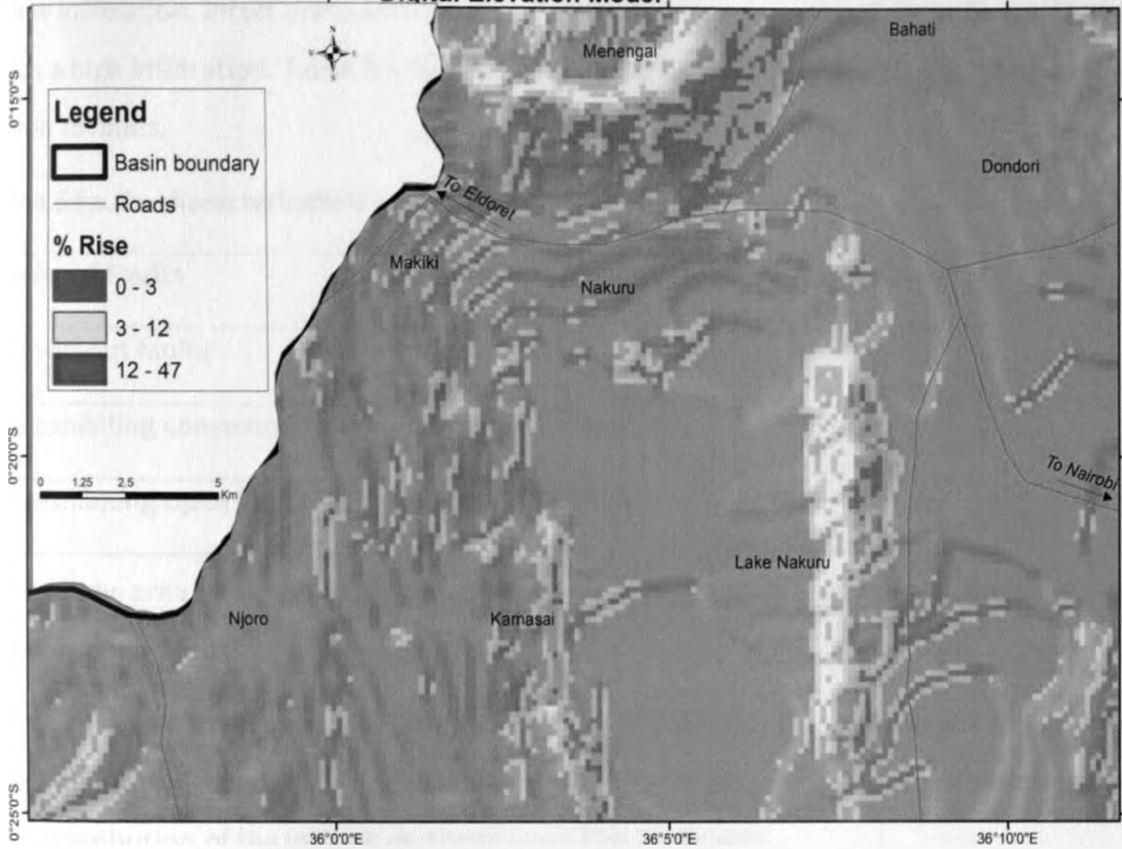 Digital Elevation Model
Menengai
Bahati
N
0°15'0"S
Legend
Basin boundary
Roads
% Rise
0 - 3
3 - 12
12 - 47
Dondori
To Eldoret
Makiki
Nakuru
0°20'0"S
0 1.25 2.5 5
Km
To Nairobi
Lake Nakuru
Njoro
Kamasai
0°25'0"S
36°0'0"E
36°5'0"E
36°10'0"E